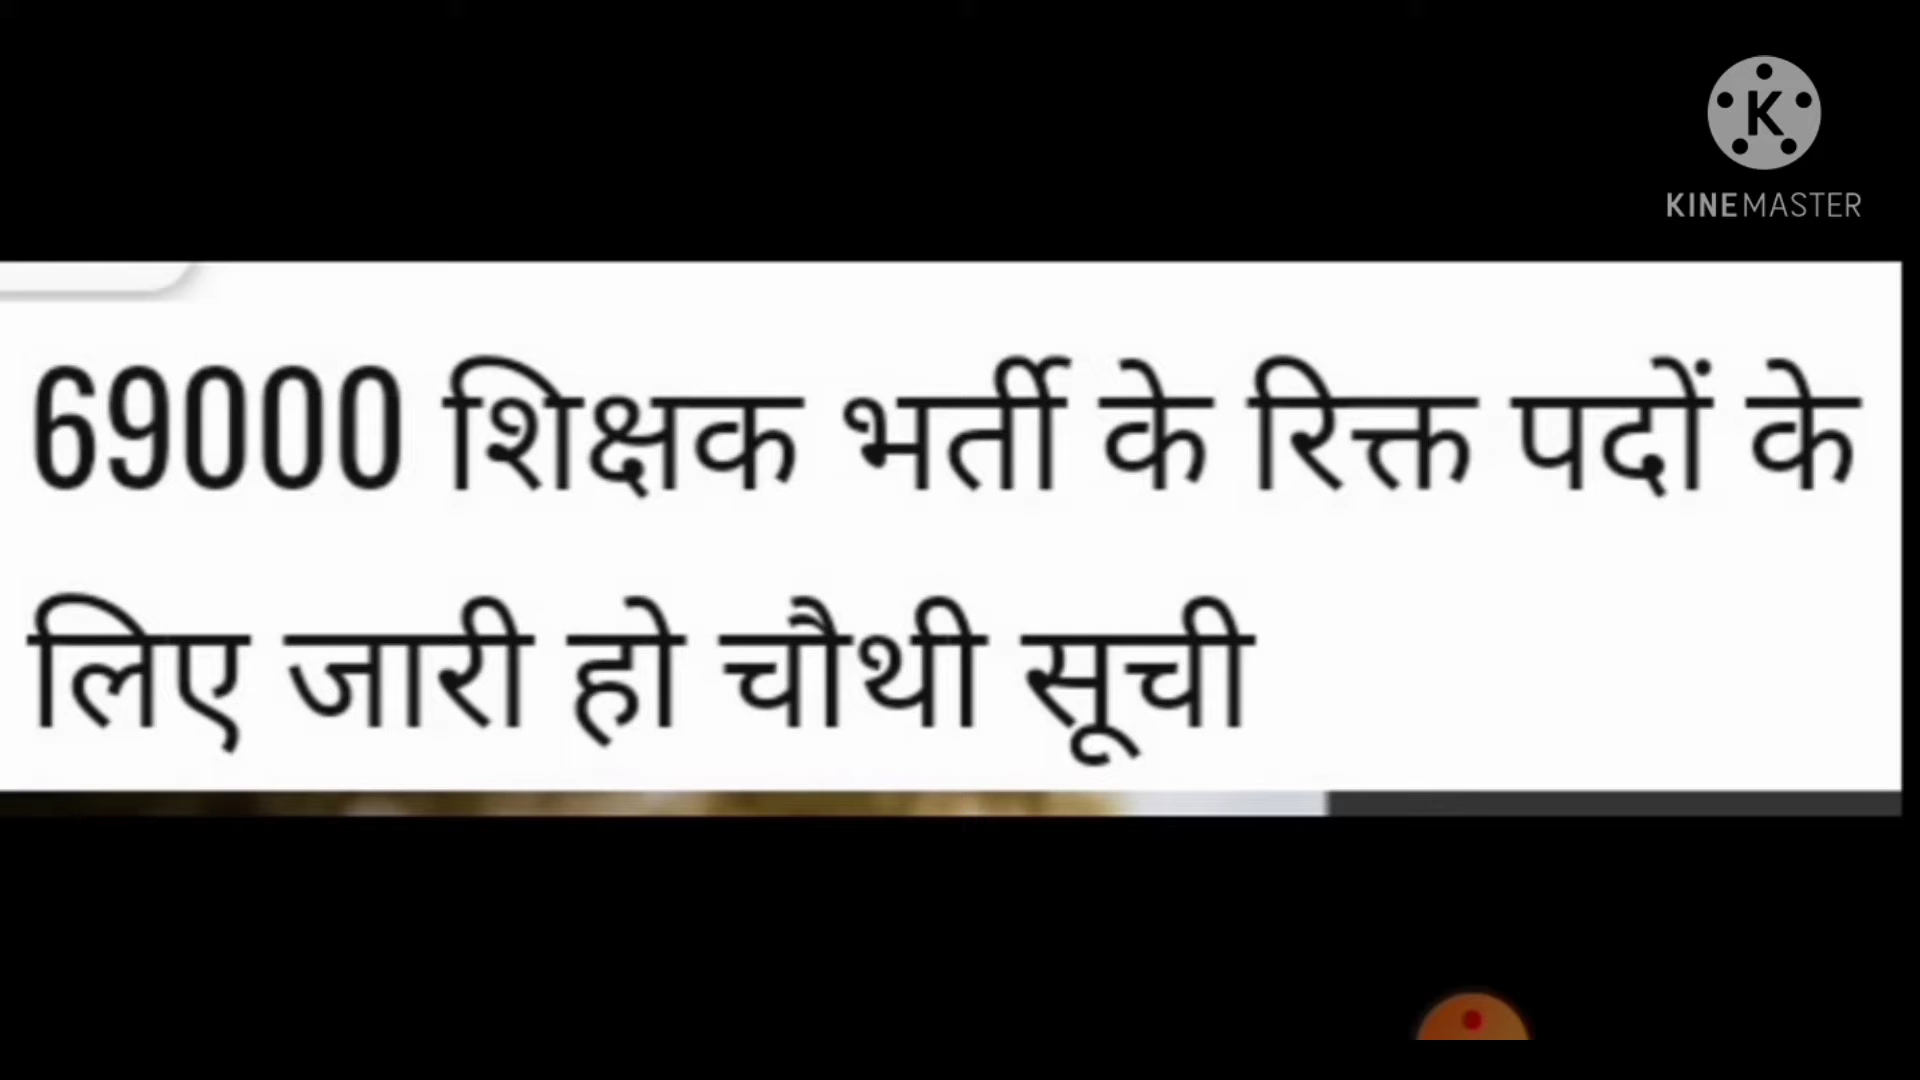 K
KINEMASTER
69000 शिक्षक भर्ती के रिक्त पदों के
लिए जारी हो चौथी सूची